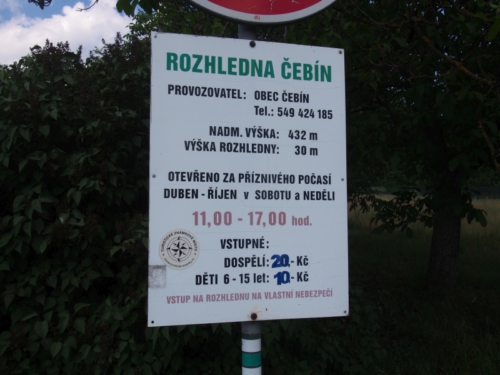 ROZHLEDNA ČEBÍN
PROVOZOVATEL: OBEC ČEBÍN
Tel.: 549 424 185
NADM. VÝŠKA: 432 m
VÝŠKA ROZHLEDNY: 30 m
OTEVŘENO ZA PŘÍZNIVÉHO POČASÍ
DUBEN - ŘÍJEN v SOBOTU a NEDĚLI
11,00 - 17,00 hod.
VSTUPNÉ:
DOSPĚLÍ: 20.- Kč
DĚTI 6 - 15 let: 10.- Kč
VSTUP NA ROZHLEDNU NA VLASTNÍ NEBEZPEČÍ